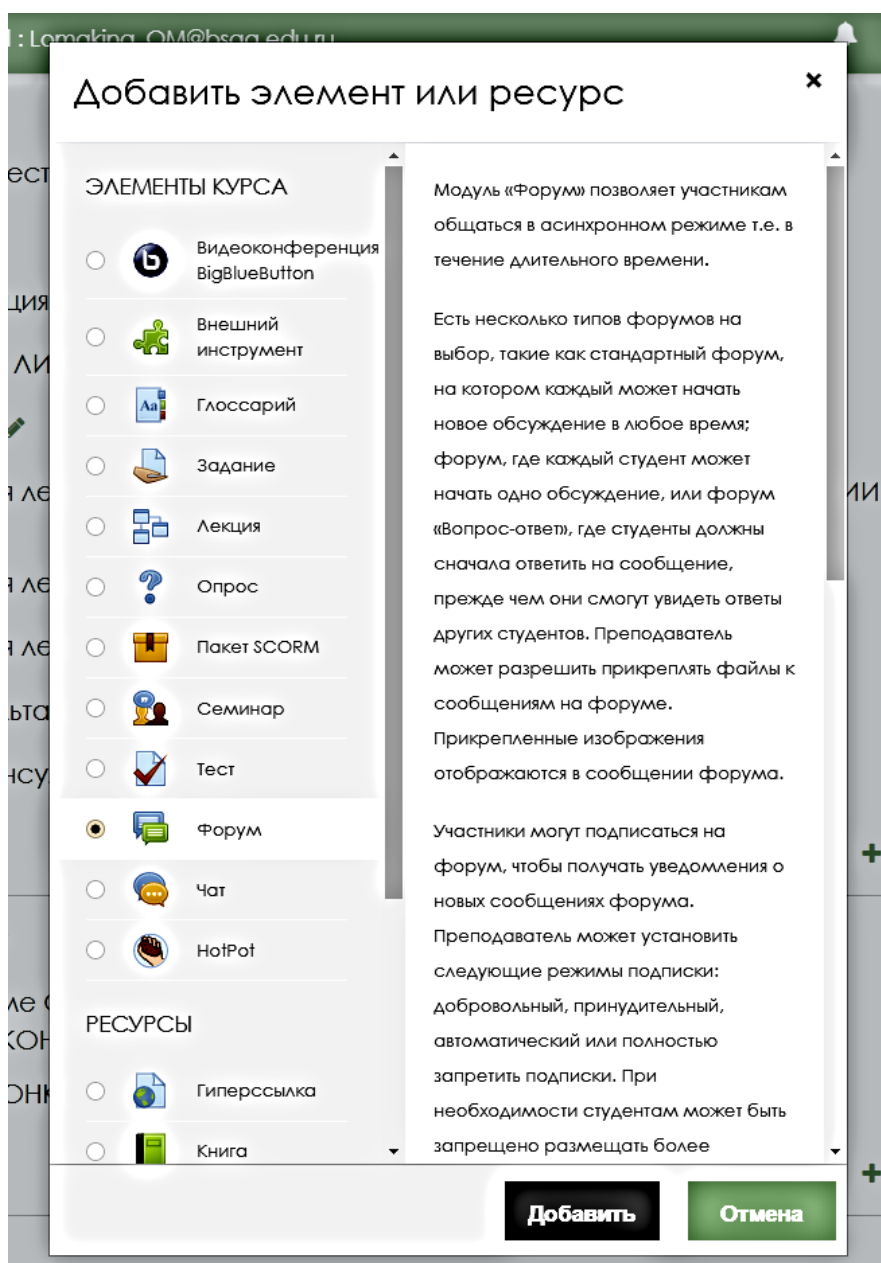 : Lomakina_OM@bsaa.edu.ru
Добавить элемент или ресурс
ЭЛЕМЕНТЫ КУРСА
Видеоконференция
BigBlueButton
Внешний
инструмент
Глоссарий
Задание
Лекция
Опрос
Пакет SCORM
Семинар
Тест
Форум
Чат
HotPot
РЕСУРСЫ
Гиперссылка
Книга
Модуль «Форум» позволяет участникам
общаться в асинхронном режиме т.е. в
течение длительного времени.
Есть несколько типов форумов на
выбор, такие как стандартный форум,
на котором каждый может начать
новое обсуждение в любое время;
форум, где каждый студент может
начать одно обсуждение, или форум
«Вопрос-ответ», где студенты должны
сначала ответить на сообщение,
прежде чем они смогут увидеть ответы
других студентов. Преподаватель
может разрешить прикреплять файлы к
сообщениям на форуме.
Прикрепленные изображения
отображаются в сообщении форума.
Участники могут подписаться на
форум, чтобы получать уведомления о
новых сообщениях форума.
Преподаватель может установить
следующие режимы подписки:
добровольный, принудительный,
автоматический или полностью
запретить подписки. При
необходимости студентам может быть
запрещено размещать более
Добавить
Отмена